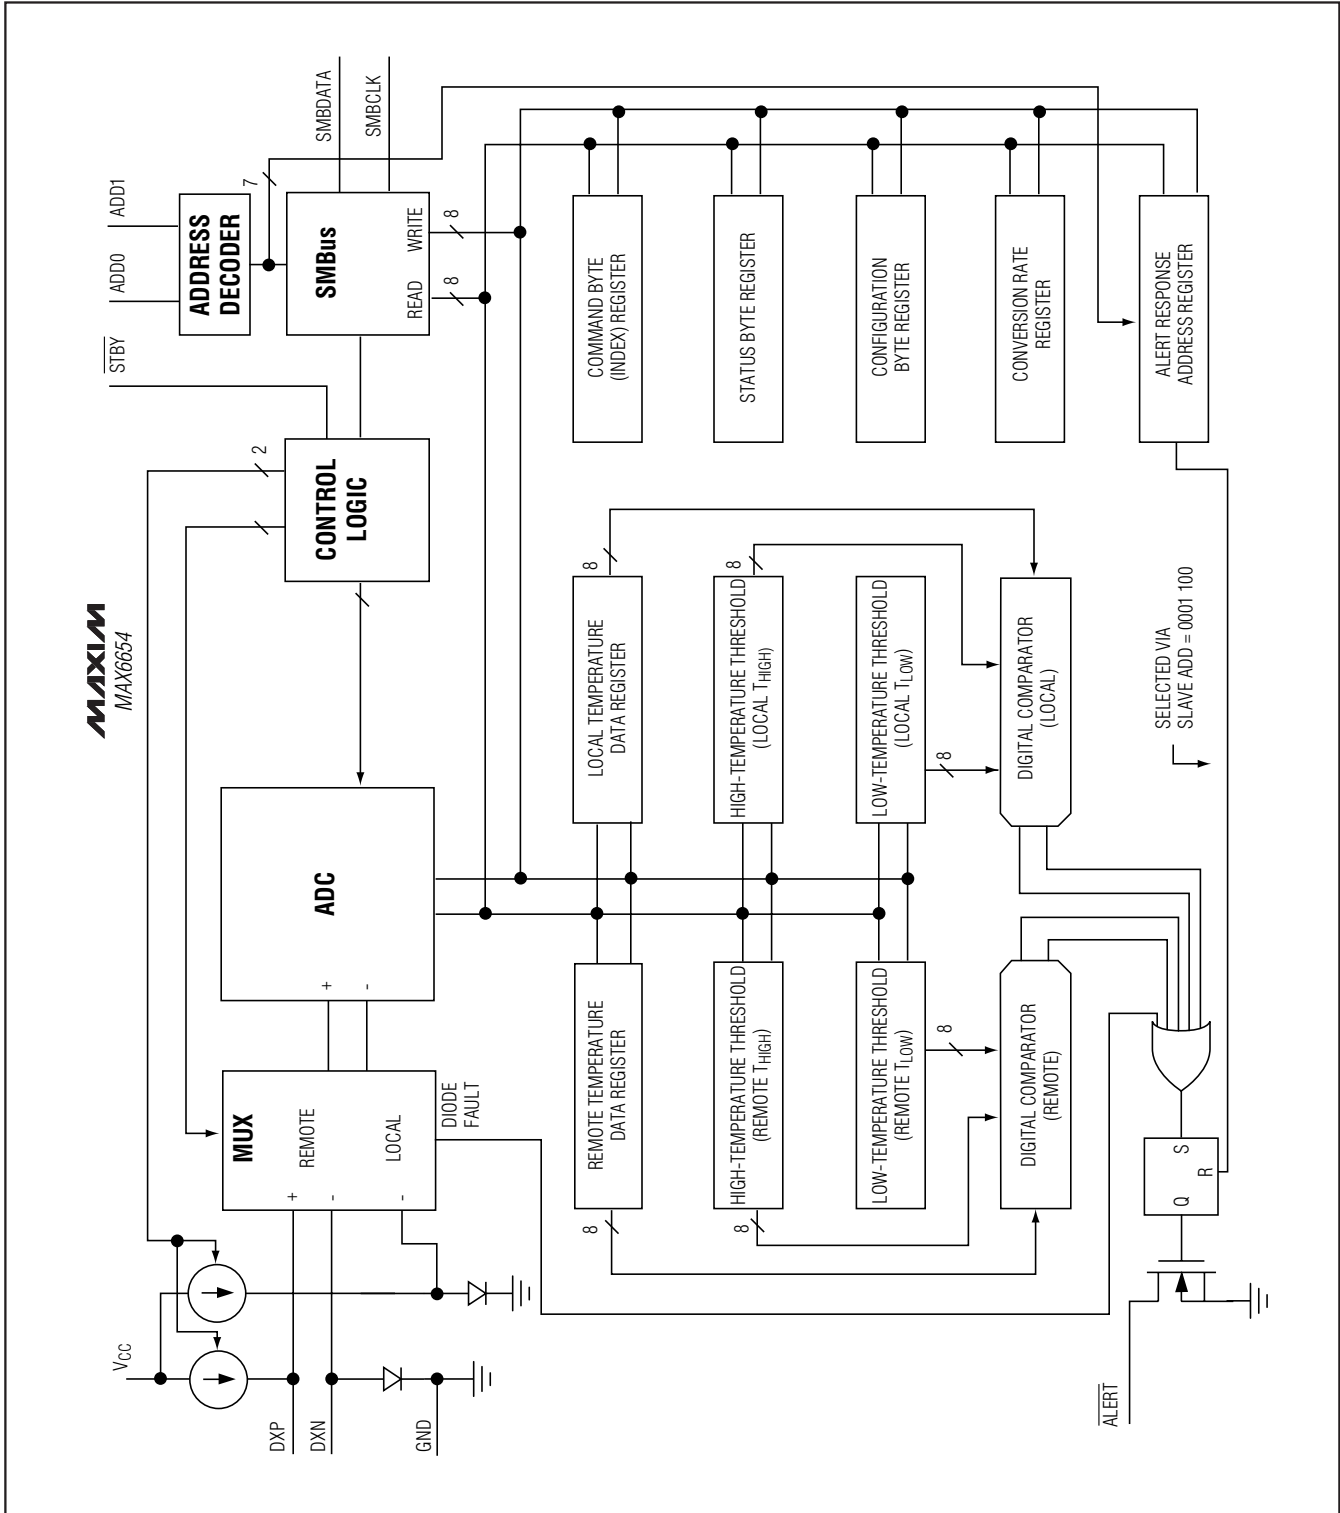 MAXIM
MAX6654
VCC
DXP
DXN
GND
MUX
REMOTE
LOCAL
+
-
-
DIODE
FAULT
+
-
ADC
CONTROL
LOGIC
2
STBY
ADD0
ADD1
ADDRESS
DECODER
7
SMBus
READ
WRITE
8
8
SMBDATA
SMBCLK
REMOTE TEMPERATURE
DATA REGISTER
8
HIGH-TEMPERATURE THRESHOLD
(REMOTE THIGH)
8
LOW-TEMPERATURE THRESHOLD
(REMOTE TLOW)
8
DIGITAL COMPARATOR
(REMOTE)
LOCAL TEMPERATURE
DATA REGISTER
8
HIGH-TEMPERATURE THRESHOLD
(LOCAL THIGH)
8
LOW-TEMPERATURE THRESHOLD
(LOCAL TLOW)
8
DIGITAL COMPARATOR
(LOCAL)
COMMAND BYTE
(INDEX) REGISTER
STATUS BYTE REGISTER
CONFIGURATION
BYTE REGISTER
CONVERSION RATE
REGISTER
ALERT RESPONSE
ADDRESS REGISTER
SELECTED VIA
SLAVE ADD = 0001 100
Q
S
R
ALERT